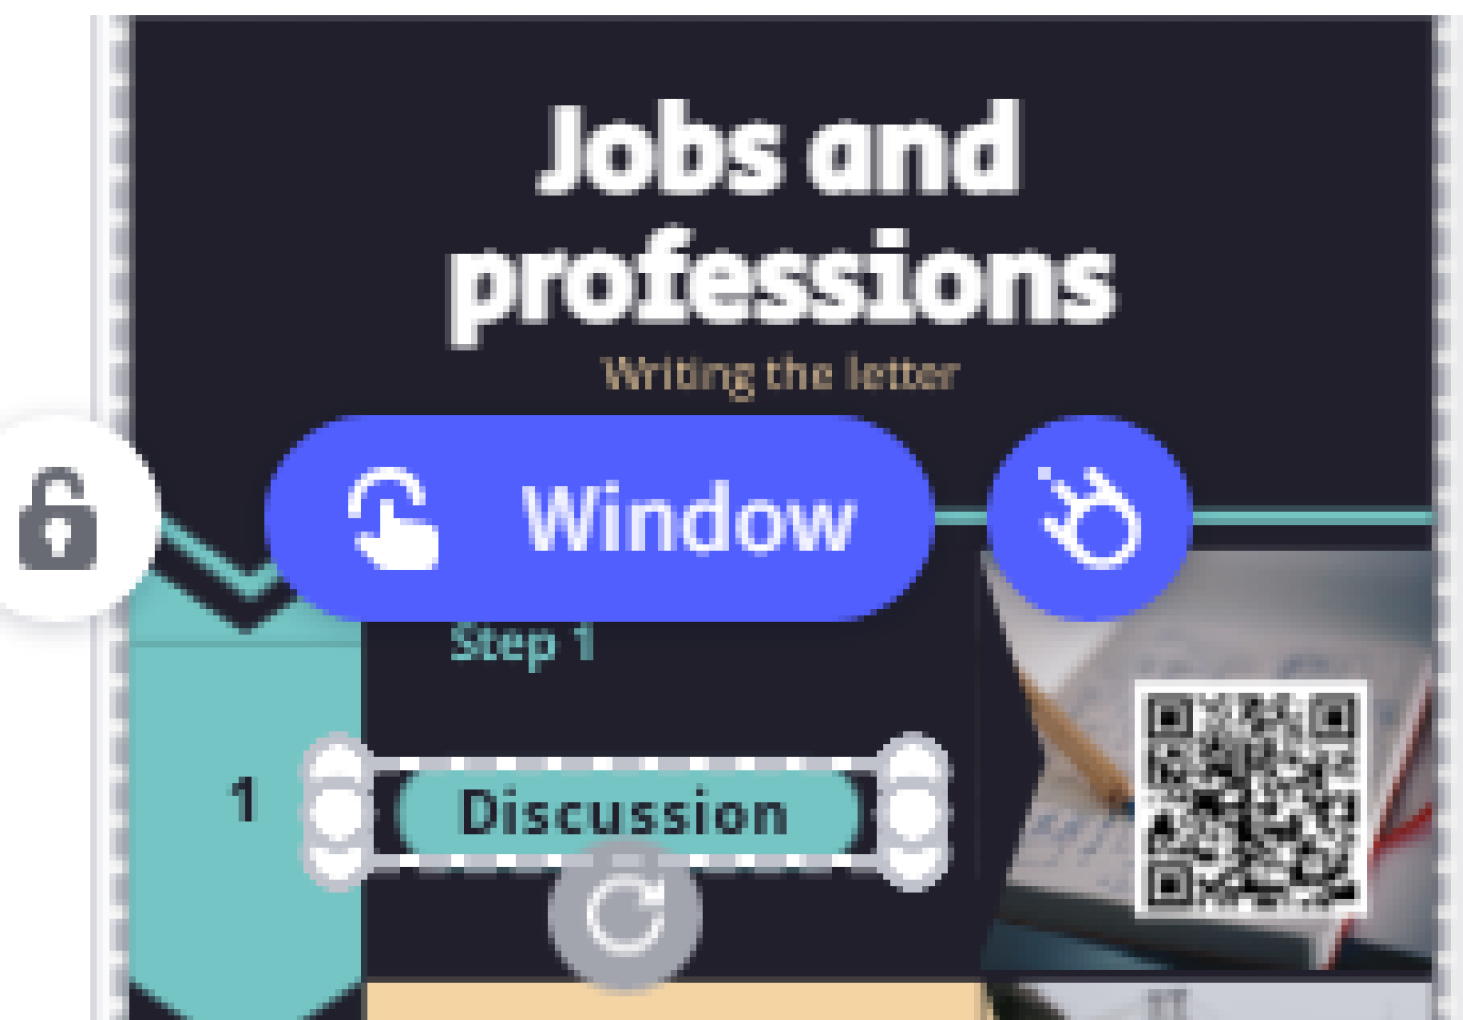 Jobs and
professions
Writing the letter
Window
Step 1
1
Discussion